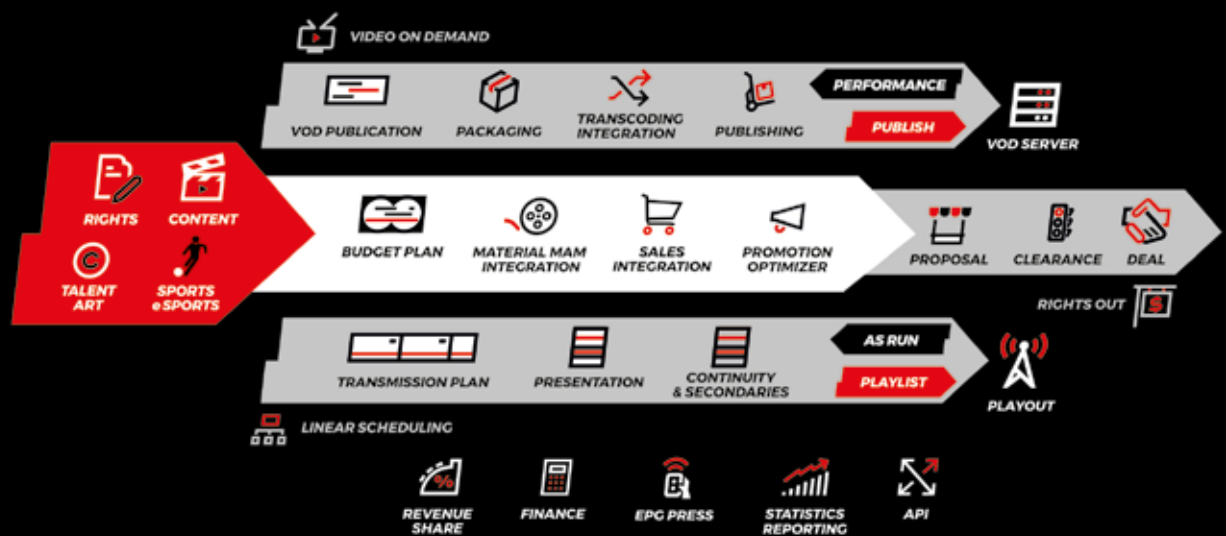 VIDEO ON DEMAND
VOD PUBLICATION
PACKAGING
TRANSCODING
INTEGRATION
PUBLISHING
PERFORMANCE
PUBLISH
VOD SERVER
RIGHTS
CONTENT
C
TALENT
ART
SPORTS
eSPORTS
BUDGET PLAN
MATERIAL MAM
INTEGRATION
SALES
INTEGRATION
PROMOTION
OPTIMIZER
PROPOSAL
CLEARANCE
DEAL
RIGHTS OUT
$
TRANSMISSION PLAN
PRESENTATION
CONTINUITY
& SECONDARIES
AS RUN
PLAYLIST
PLAYOUT
LINEAR SCHEDULING
%
REVENUE
SHARE
FINANCE
EPG PRESS
STATISTICS
REPORTING
API